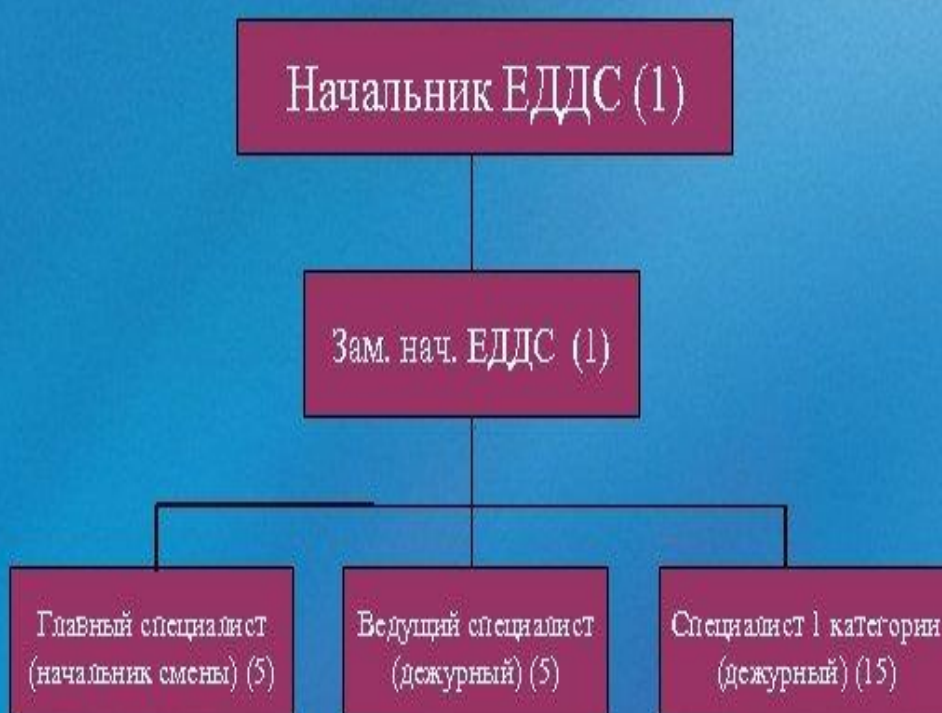 Начальник ЕДДС (1)
Зам. нач. ЕДДС (1)
Главный специалист
(начальник смены) (5)
Ведущий специалист
(дежурный) (5)
Специалист 1 категории
(дежурный) (15)